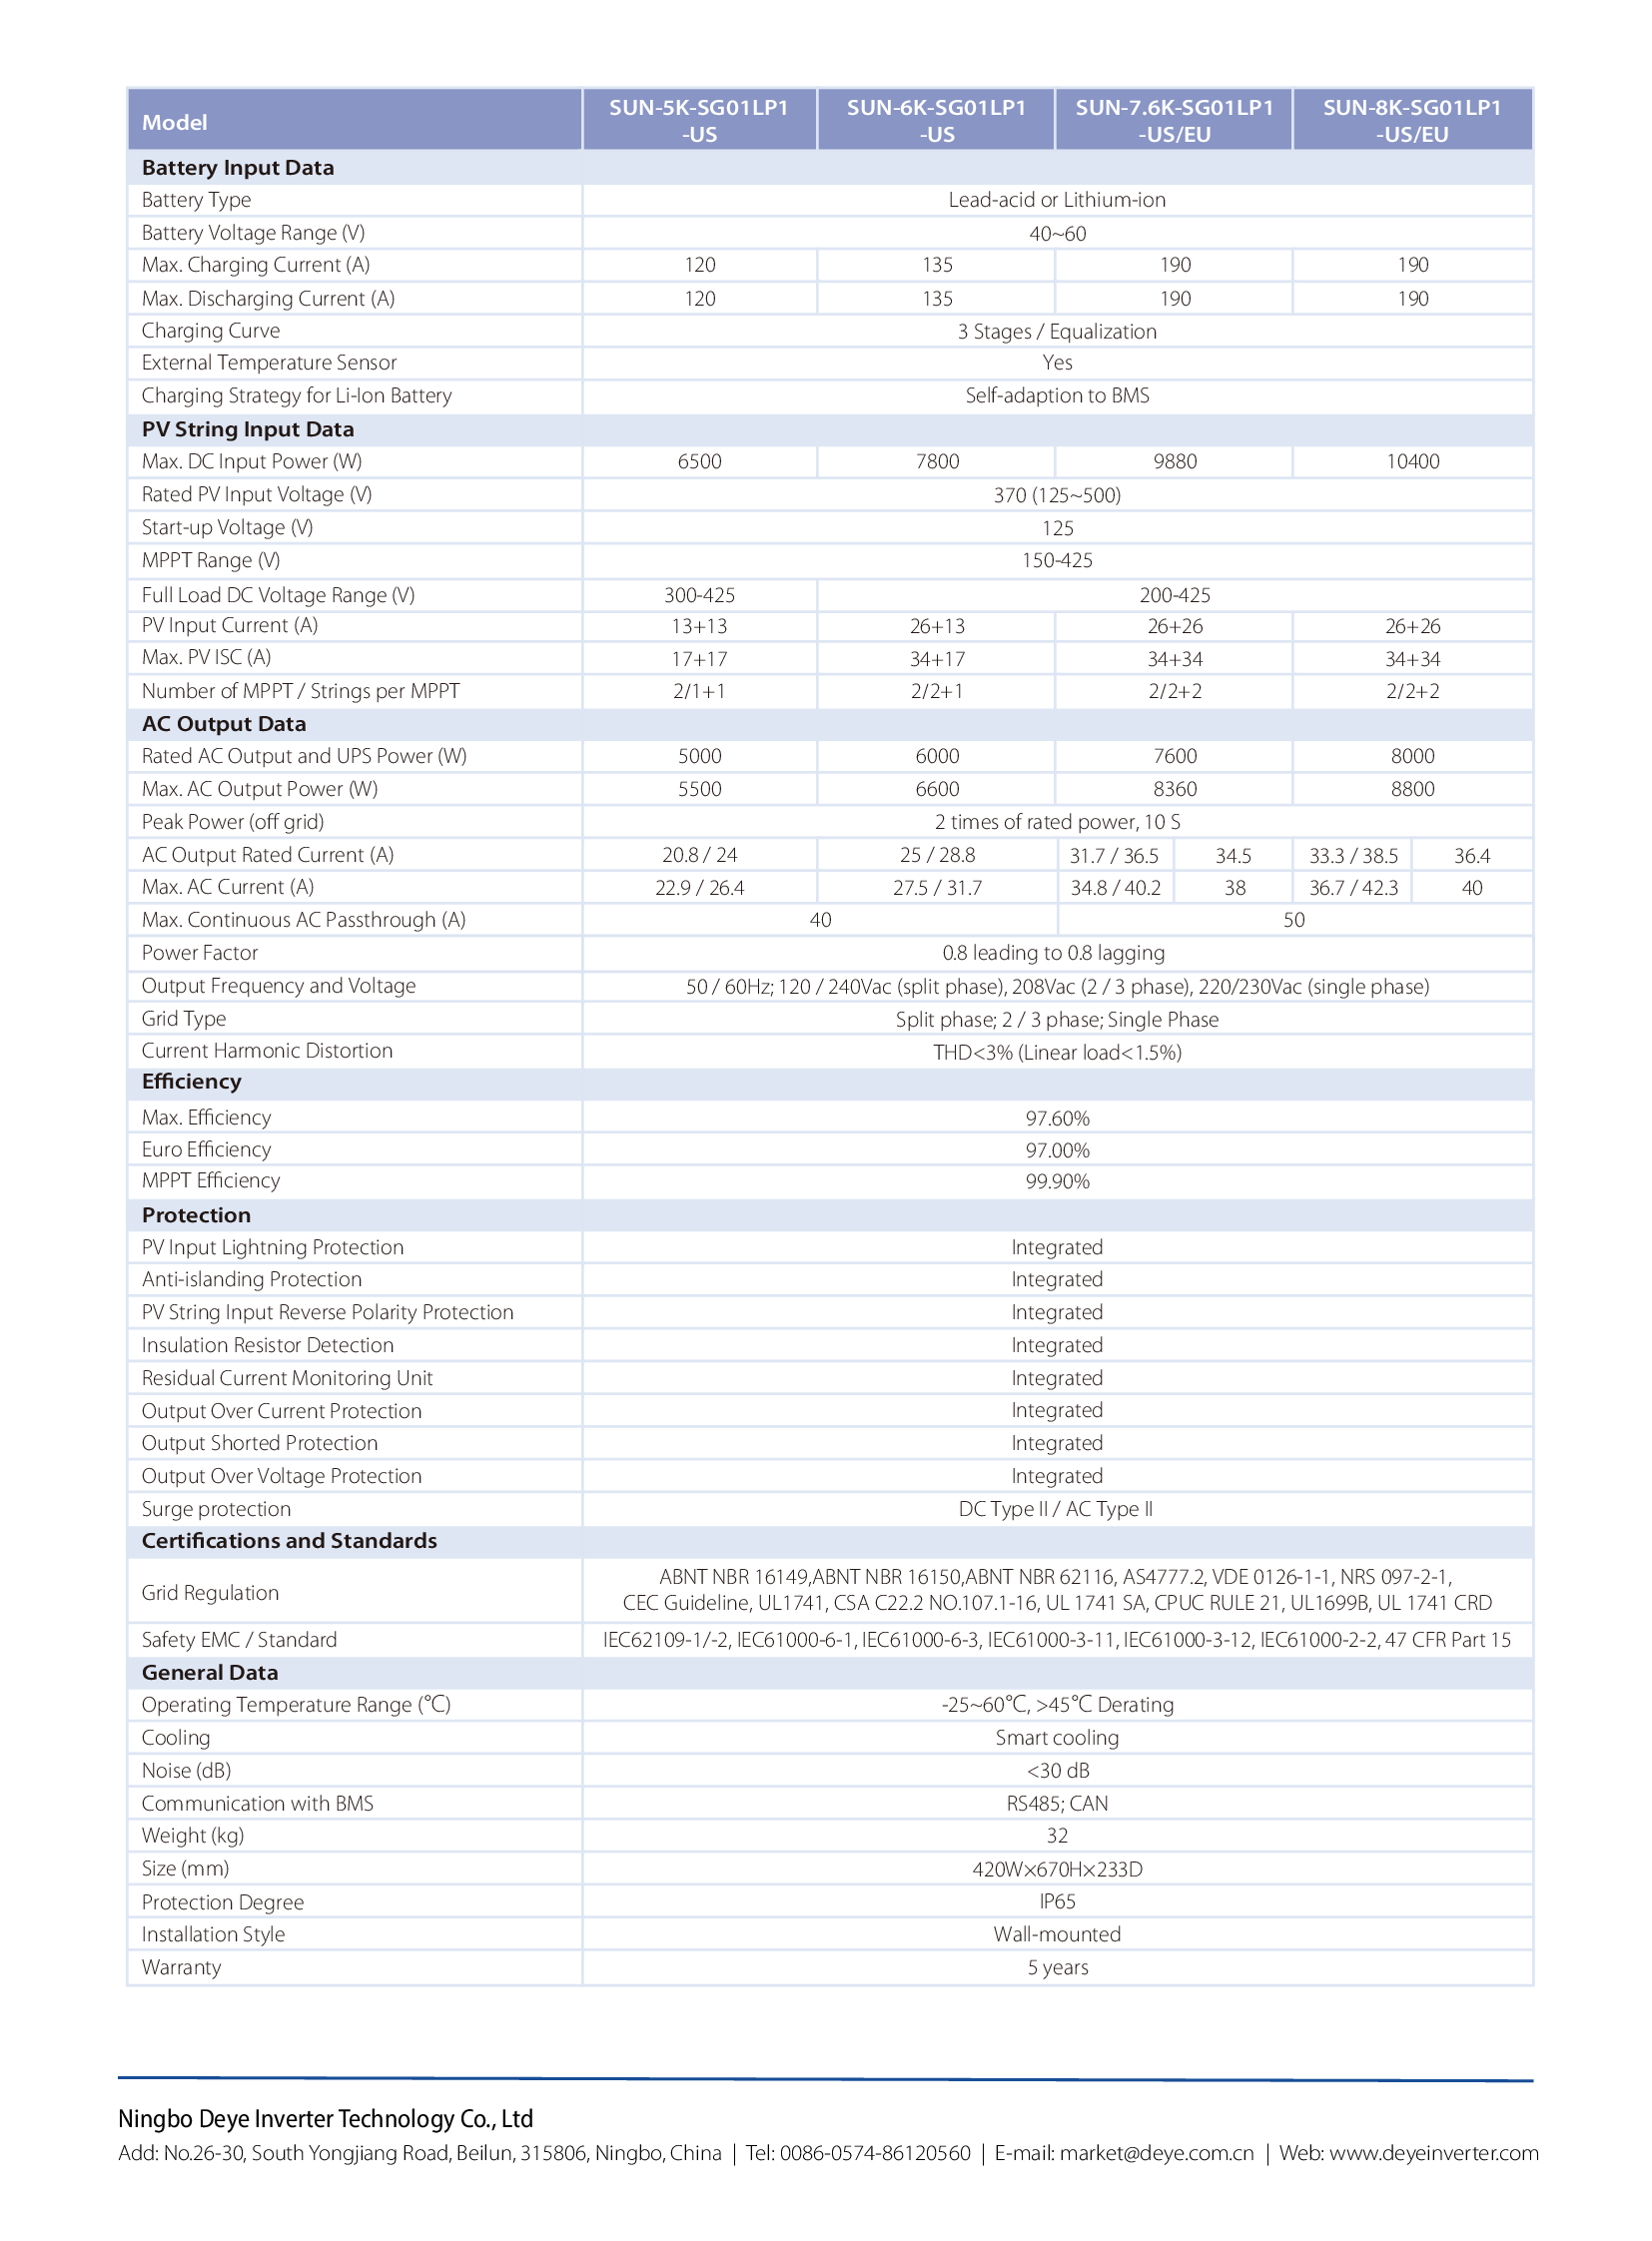 Model SUN-5K-SG01LP1 -US SUN-6K-SG01LP1 -US SUN-7.6K-SG01LP1 -US/EU SUN-8K-SG01LP1 -US/EU
Battery Input Data
Battery Type Lead-acid or Lithium-ion
Battery Voltage Range (V) 40~60
Max. Charging Current (A) 120 135 190 190
Max. Discharging Current (A) 120 135 190 190
Charging Curve 3 Stages / Equalization
External Temperature Sensor Yes
Charging Strategy for Li-Ion Battery Self-adaption to BMS
PV String Input Data
Max. DC Input Power (W) 6500 7800 9880 10400
Rated PV Input Voltage (V) 370 (125~500)
Start-up Voltage (V) 125
MPPT Range (V) 150-425
Full Load DC Voltage Range (V) 300-425 200-425
PV Input Current (A) 13+13 26+13 26+26 26+26
Max. PV ISC (A) 17+17 34+17 34+34 34+34
Number of MPPT / Strings per MPPT 2/1+1 2/2+1 2/2+2 2/2+2
AC Output Data
Rated AC Output and UPS Power (W) 5000 6000 7600 8000
Max. AC Output Power (W) 5500 6600 8360 8800
Peak Power (off grid) 2 times of rated power, 10 S
AC Output Rated Current (A) 20.8 / 24 25 / 28.8 31.7 / 36.5 34.5 33.3 / 38.5 36.4
Max. AC Current (A) 22.9 / 26.4 27.5 / 31.7 34.8 / 40.2 38 36.7 / 42.3 40
Max. Continuous AC Passthrough (A) 40 50
Power Factor 0.8 leading to 0.8 lagging
Output Frequency and Voltage 50 / 60Hz; 120 / 240Vac (split phase), 208Vac (2 / 3 phase), 220/230Vac (single phase)
Grid Type Split phase; 2 / 3 phase; Single Phase
Current Harmonic Distortion THD<3% (Linear load<1.5%)
Efficiency
Max. Efficiency 97.60%
Euro Efficiency 97.00%
MPPT Efficiency 99.90%
Protection
PV Input Lightning Protection Integrated
Anti-islanding Protection Integrated
PV String Input Reverse Polarity Protection Integrated
Insulation Resistor Detection Integrated
Residual Current Monitoring Unit Integrated
Output Over Current Protection Integrated
Output Shorted Protection Integrated
Output Over Voltage Protection Integrated
Surge protection DC Type II / AC Type II
Certifications and Standards
Grid Regulation ABNT NBR 16149,ABNT NBR 16150,ABNT NBR 62116, AS4777.2, VDE 0126-1-1, NRS 097-2-1,
CEC Guideline, UL1741, CSA C22.2 NO.107.1-16, UL 1741 SA, CPUC RULE 21, UL1699B, UL 1741 CRD
Safety EMC / Standard IEC62109-1/-2, IEC61000-6-1, IEC61000-6-3, IEC61000-3-11, IEC61000-3-12, IEC61000-2-2, 47 CFR Part 15
General Data
Operating Temperature Range (℃) -25~60℃, >45℃ Derating
Cooling Smart cooling
Noise (dB) <30 dB
Communication with BMS RS485; CAN
Weight (kg) 32
Size (mm) 420W×670H×233D
Protection Degree IP65
Installation Style Wall-mounted
Warranty 5 years
Ningbo Deye Inverter Technology Co., Ltd
Add: No.26-30, South Yongjiang Road, Beilun, 315806, Ningbo, China | Tel: 0086-0574-86120560 | E-mail: market@deye.com.cn | Web: www.deyeinverter.com